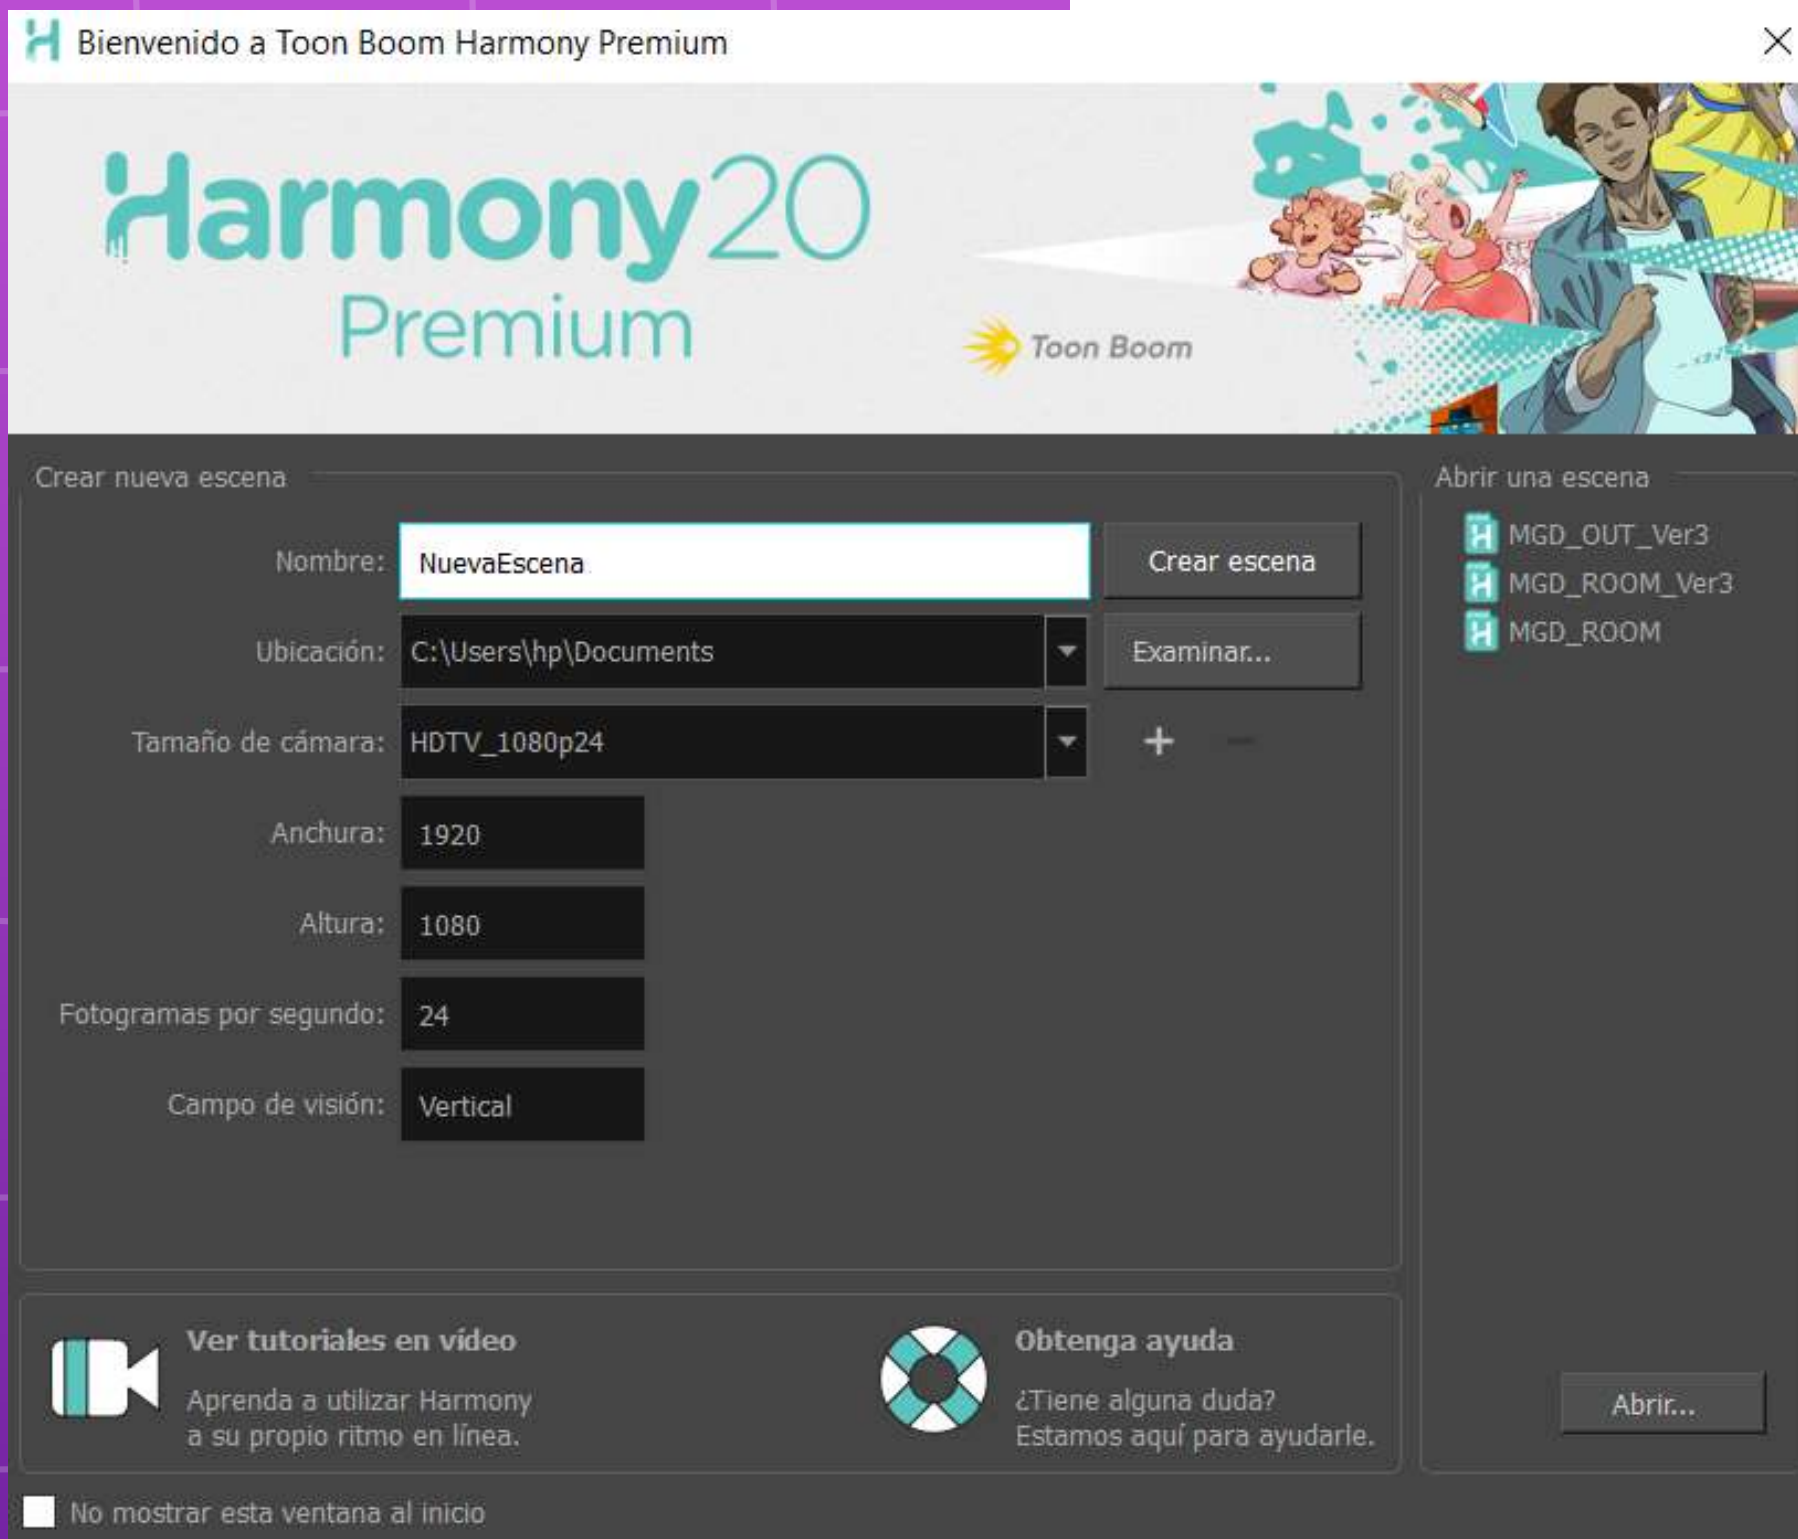 Bienvenido a Toon Boom Harmony Premium
Harmony 20
Premium
Toon Boom
Crear nueva escena
Nombre: NuevaEscena Crear escena
Ubicación: C:\Users\hp\Documents Examinar...
Tamaño de cámara: HDTV_1080p24
Anchura: 1920
Altura: 1080
Fotogramas por segundo: 24
Campo de visión: Vertical
Abrir una escena
MGD_OUT_Ver3
MGD_ROOM_Ver3
MGD_ROOM
Ver tutoriales en vídeo
Aprenda a utilizar Harmony
a su propio ritmo en línea.
Obtenga ayuda
¿Tiene alguna duda?
Estamos aquí para ayudarle.
Abrir...
No mostrar esta ventana al inicio